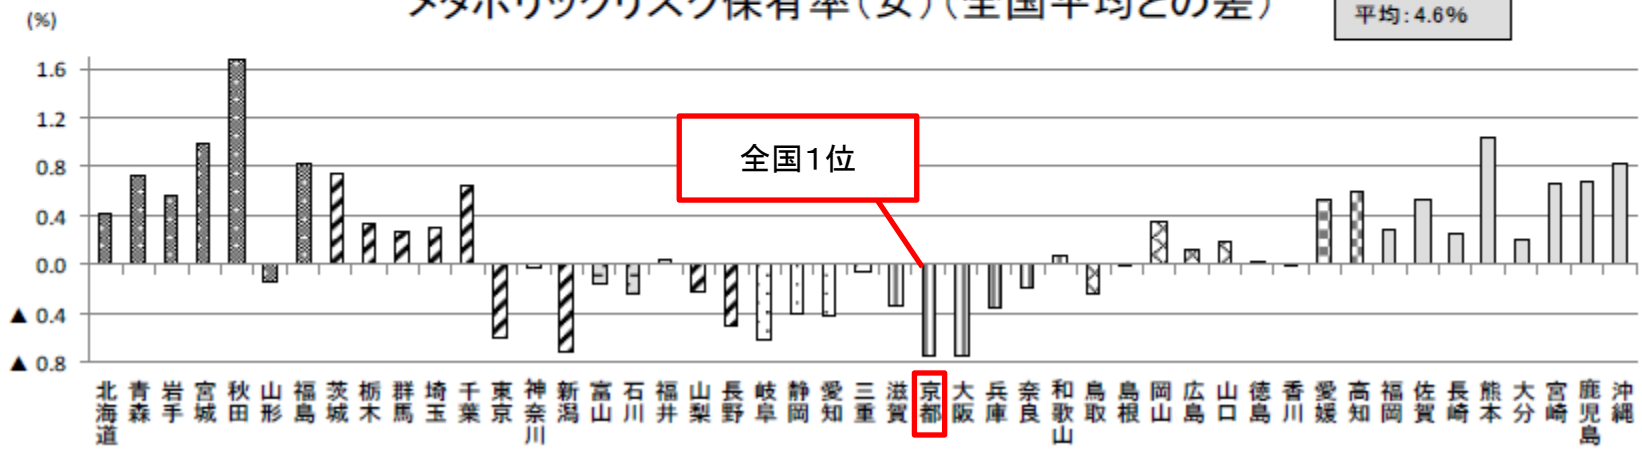 メタボリックリスク保有率(女)(全国平均との差)
平均:4.6%
(%)
1.6
1.2
0.8
0.4
0.0
▲ 0.4
▲ 0.8
全国1位
北海道
青森
岩手
宮城
秋田
山形
福島
茨城
栃木
群馬
埼玉
千葉
東京
神奈川
新潟
富山
石川
福井
山梨
長野
岐阜
静岡
愛知
三重
滋賀
京都
大阪
兵庫
奈良
和歌山
鳥取
島根
岡山
広島
山口
徳島
香川
愛媛
高知
福岡
佐賀
長崎
熊本
大分
宮崎
鹿児島
沖縄